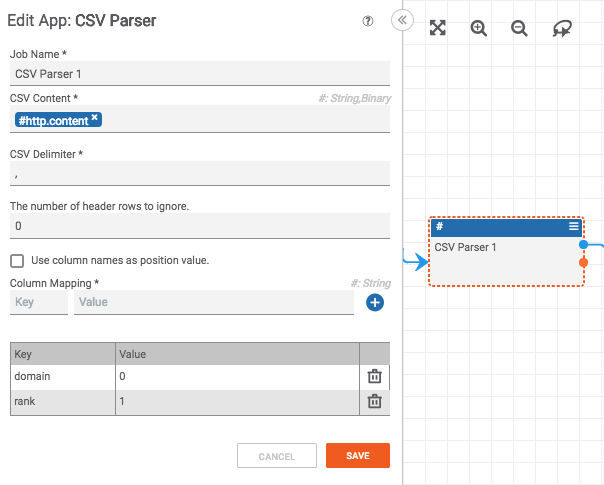 Edit App: CSV Parser
Job Name *
CSV Parser 1
CSV Content * #: String,Binary
#http.content ×
CSV Delimiter *
,
The number of header rows to ignore.
0
Use column names as position value.
Column Mapping * #: String
Key Value
Key Value
domain 0
rank 1
CANCEL SAVE
#
CSV Parser 1